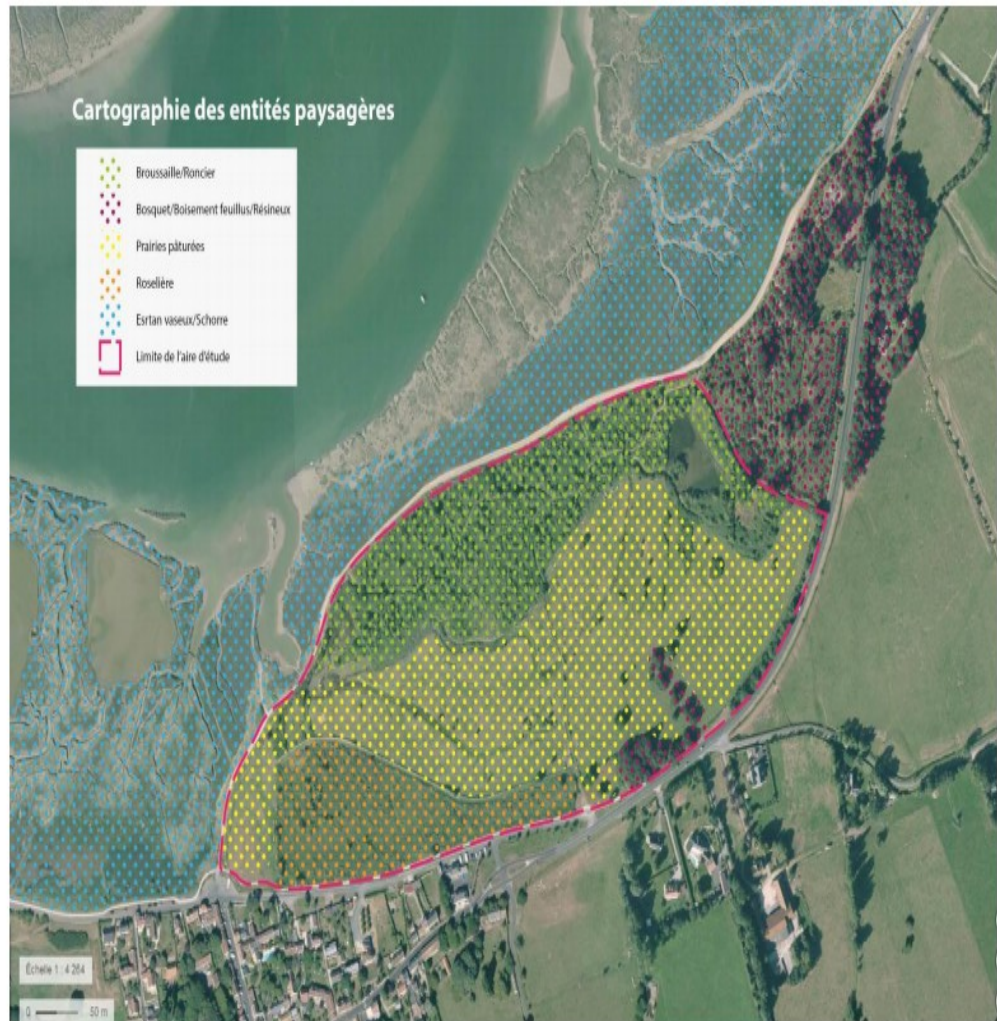 Cartographie des entités paysagères
Broussaille/Roncier
Bosquet/Boisement feuillus/Résineux
Prairies pâturées
Roselière
Esrtan vaseux/Schorre
Limite de l'aire d'étude
Échelle 1 : 4 264
0 50 m